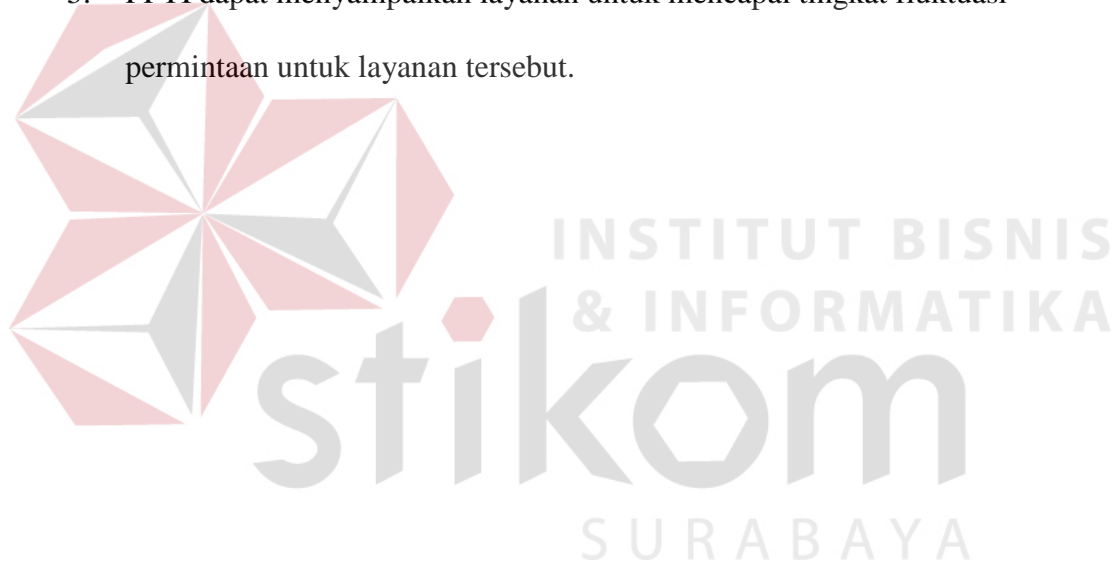 dapat menyampaikan layanan untuk mencapai tingkat fluktuasi
permintaan untuk layanan tersebut.
INSTITUT BISNIS
& INFORMATIKA
stikom
SURABAYA